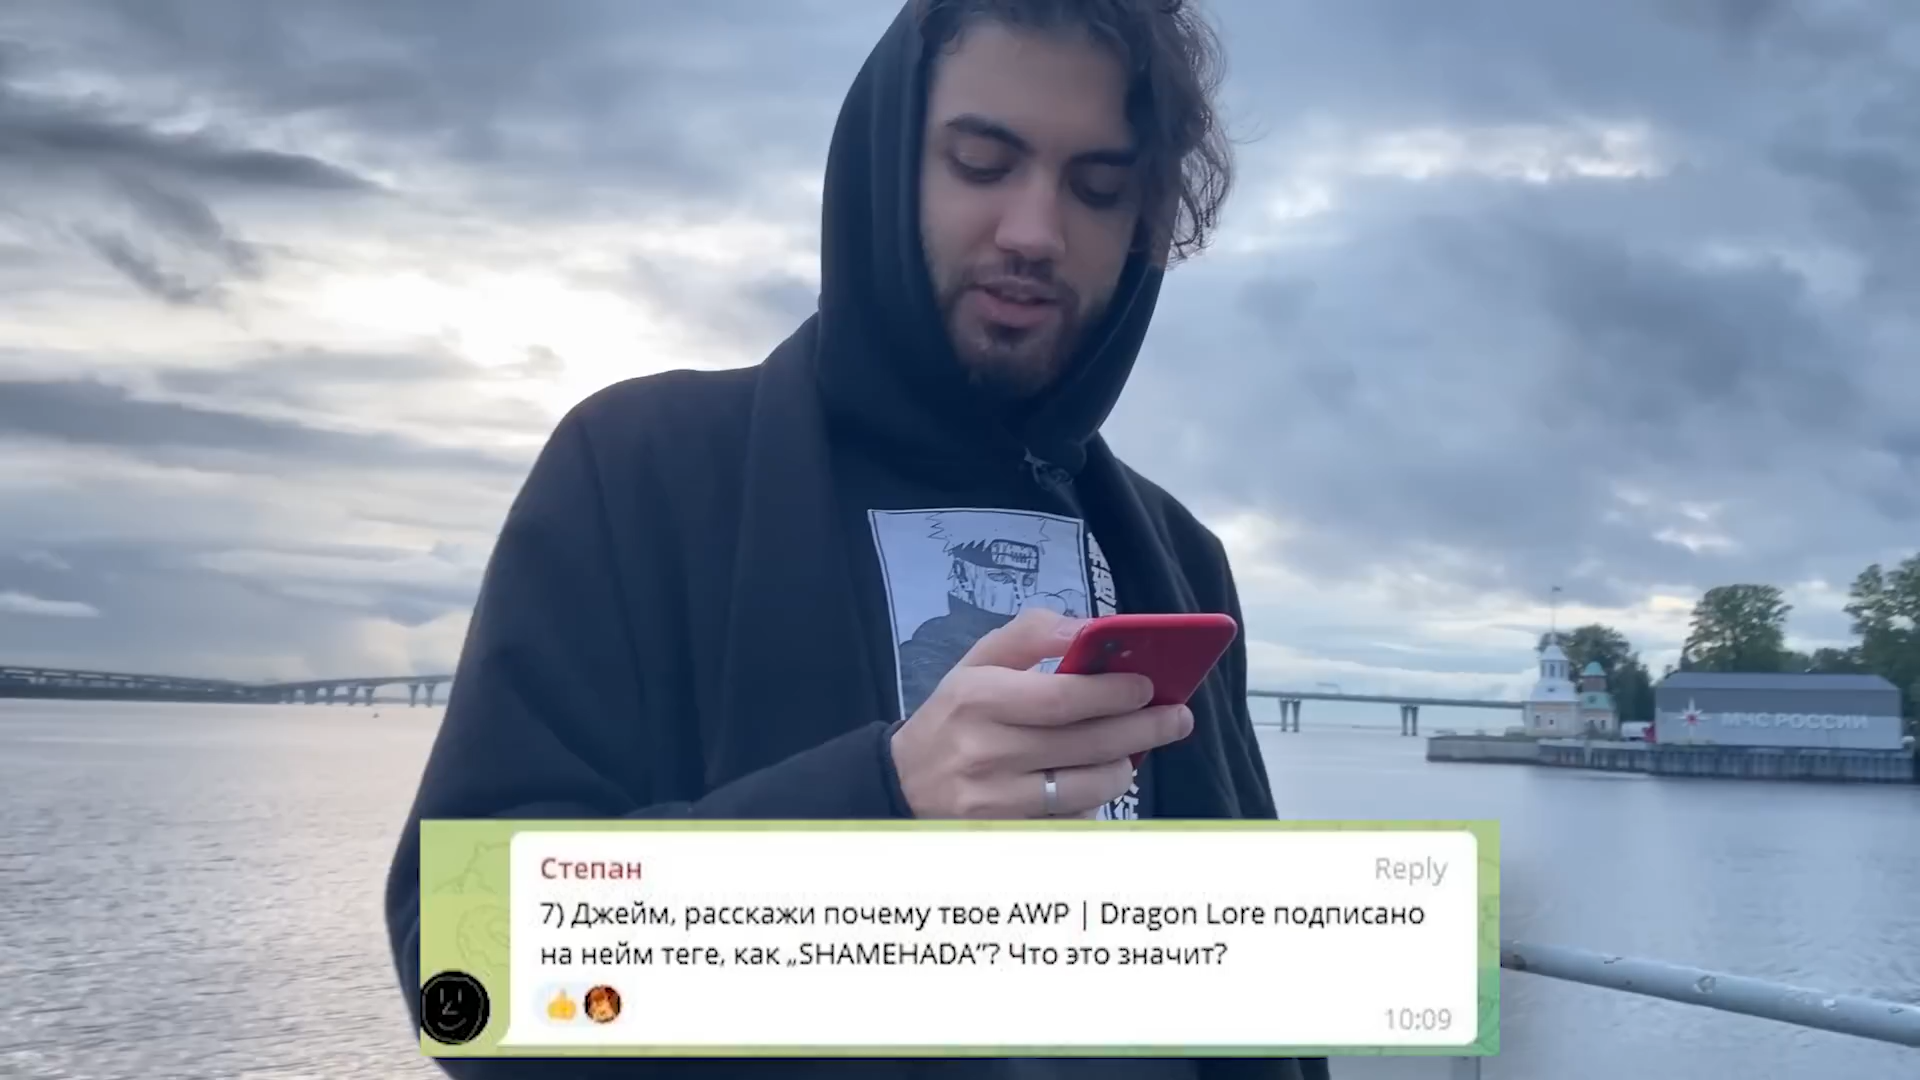 МЧС РОССИИ
Степан
Reply
7) Джейм, расскажи почему твое AWP | Dragon Lore подписано
на нейм теге, как „SHAMEHADA”? Что это значит?
10:09